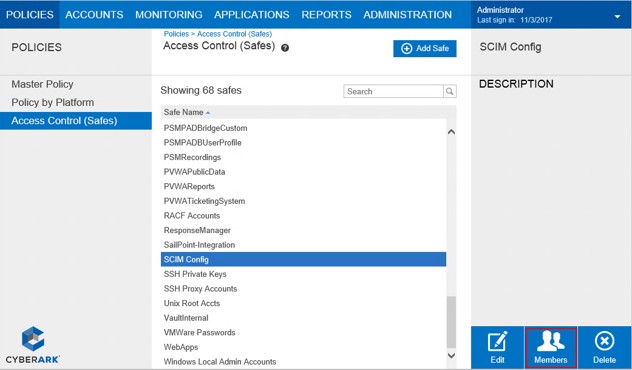 POLICIES ACCOUNTS MONITORING APPLICATIONS REPORTS ADMINISTRATION
Administrator
Last sign in: 11/3/2017
POLICIES
Master Policy
Policy by Platform
Access Control (Safes)
CYBERARK®
Policies > Access Control (Safes)
Access Control (Safes) ?
Add Safe
Showing 68 safes
Search
Safe Name
PSMPADBridgeCustom
PSMPADBUserProfile
PSMRecordings
PVWAPublicData
PVWAReports
PVWATicketingSystem
RACF Accounts
ResponseManager
SailPoint-Integration
SCIM Config
SSH Private Keys
SSH Proxy Accounts
Unix Root Accts
VaultInternal
VMWare Passwords
WebApps
Windows Local Admin Accounts
SCIM Config
DESCRIPTION
Edit
Members
Delete